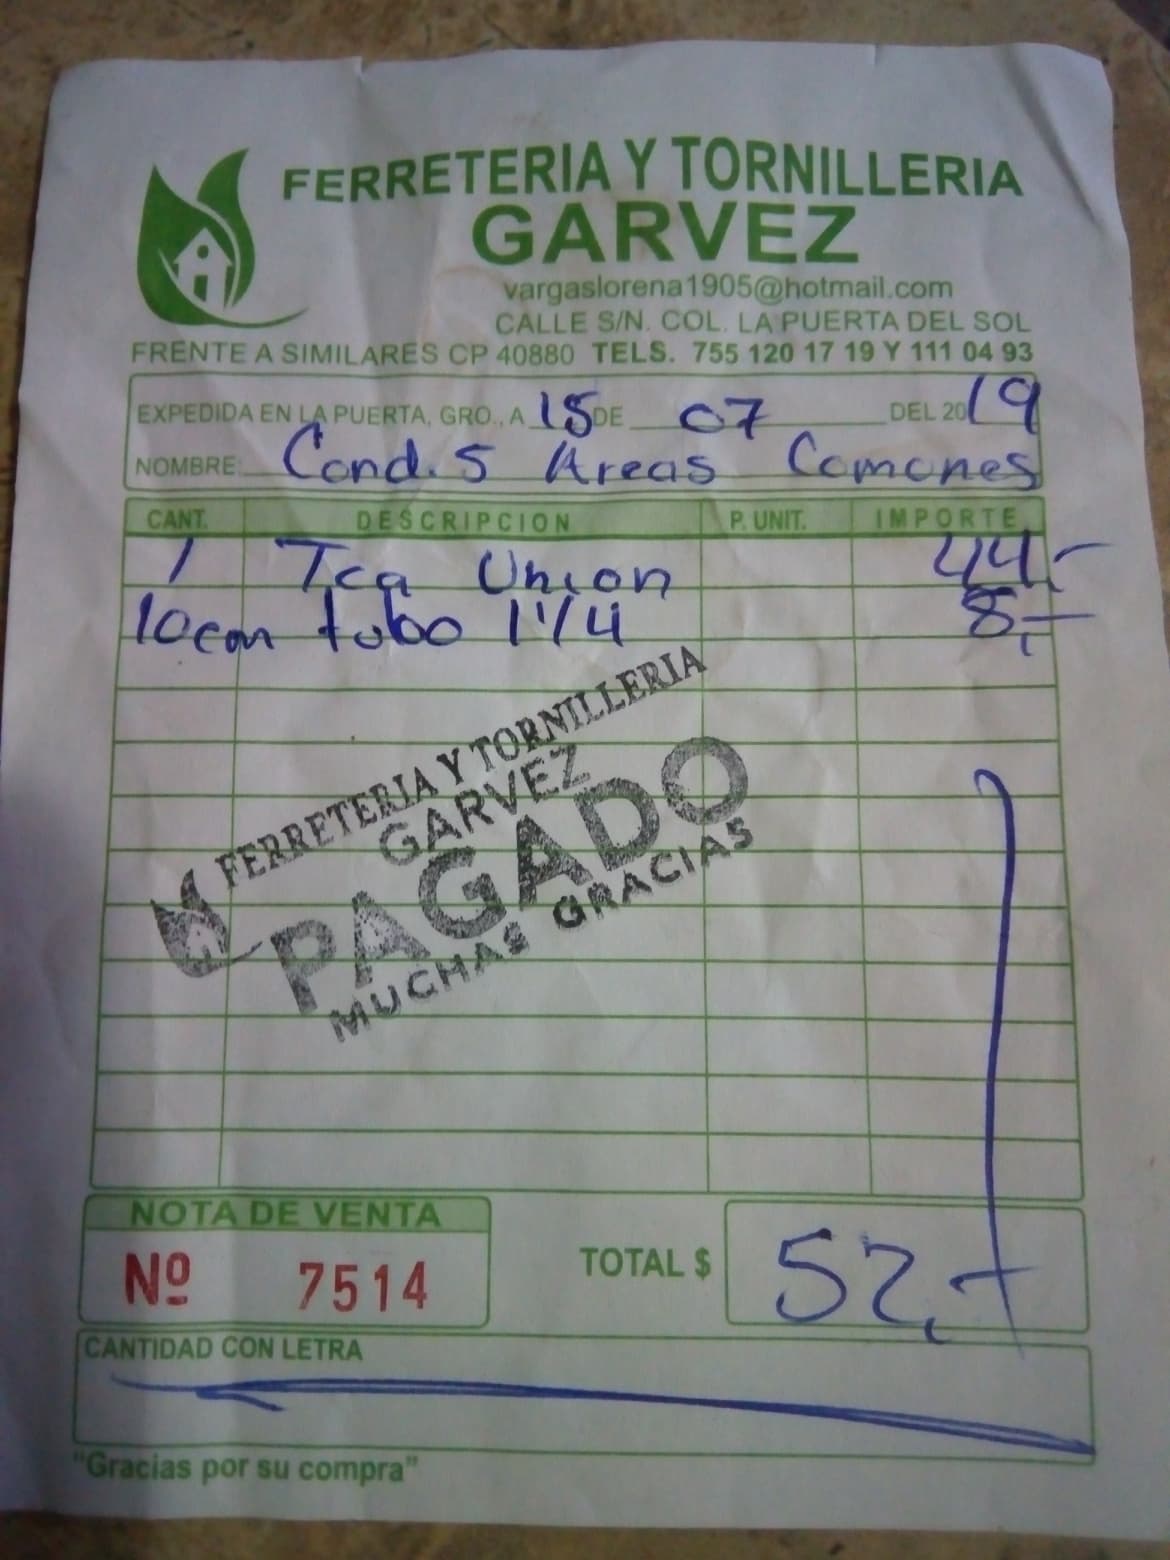 FERRETERIA Y TORNILLERIA
GARVEZ
vargaslorena1905@hotmail.com
CALLE S/N. COL. LA PUERTA DEL SOL
FRENTE A SIMILARES CP 40880 TELS. 755 120 17 19 Y 111 04 93
EXPEDIDA EN LA PUERTA, GRO., A 15 DE 07 DEL 2019
NOMBRE: Cond. 5 Areas Comones
CANT. DESCRIPCION P. UNIT. IMPORTE
1 Tca Union 44.-
10cm tubo 1 1/4 8.-
FERRETERIA Y TORNILLERIA
GARVEZ
PAGADO
MUCHAS GRACIAS
NOTA DE VENTA
Nº 7514
TOTAL $ 52.-
CANTIDAD CON LETRA
"Gracias por su compra"